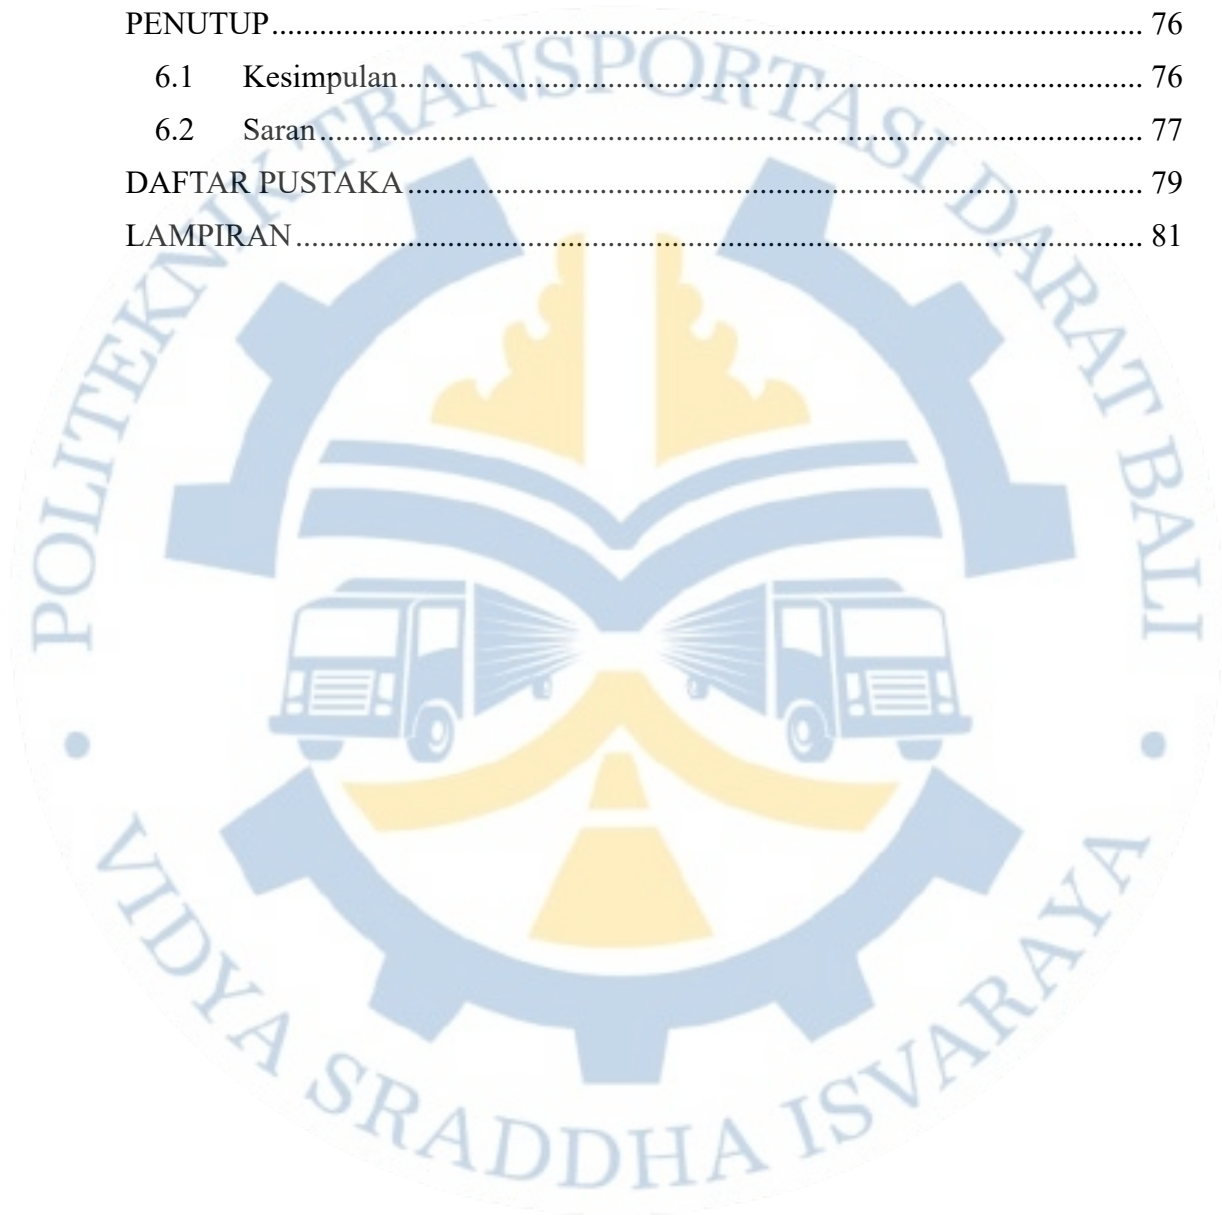 PENUTUP........................................................................................................ 76
6.1 Kesimpulan........................................................................................... 76
6.2 Saran..................................................................................................... 77
DAFTAR PUSTAKA........................................................................................ 79
LAMPIRAN...................................................................................................... 81
POLITEKNIK TRANSPORTASI DARAT BALI
VIDYA SRADDHA ISVARAYA